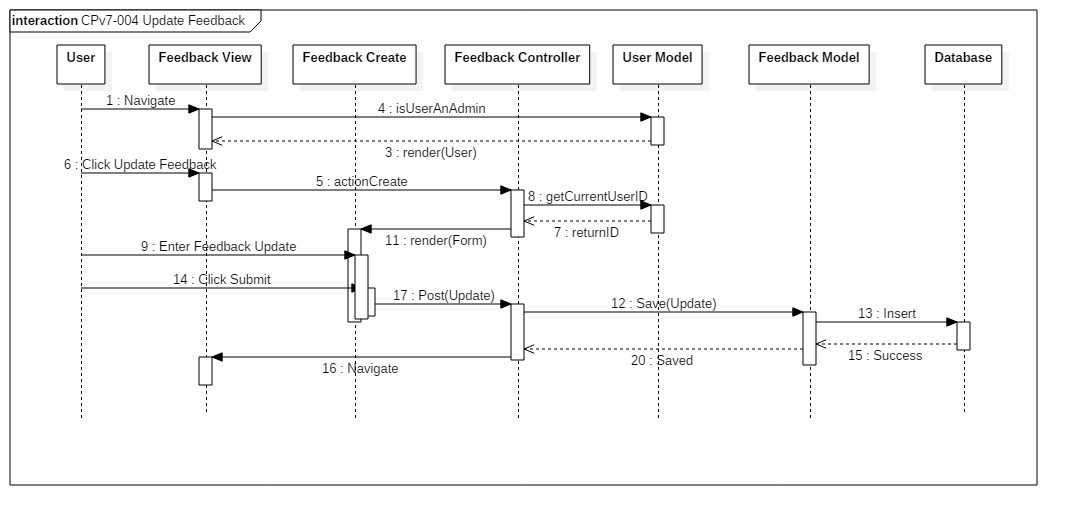 interaction CPv7-004 Update Feedback
User
Feedback View
Feedback Create
Feedback Controller
User Model
Feedback Model
Database
1 : Navigate
4 : isUserAnAdmin
3 : render(User)
6 : Click Update Feedback
5 : actionCreate
8 : getCurrentUserID
7 : returnID
11 : render(Form)
9 : Enter Feedback Update
14 : Click Submit
17 : Post(Update)
12 : Save(Update)
13 : Insert
15 : Success
20 : Saved
16 : Navigate